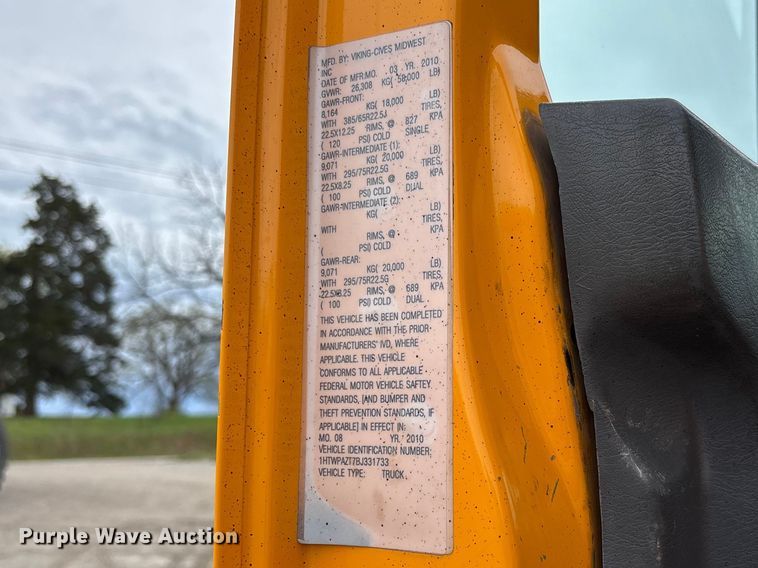 MFD. BY: VIKING-CIVES MIDWEST
INC
DATE OF MFR:MO. 03 YR. 2010
GVWR: 26,308 KG( 58,000 LB)
GAWR-FRONT:
8,164 KG( 18,000 LB)
WITH 385/65R22.5J TIRES,
22.5X12.25 RIMS, @ 827 KPA
( 120 PSI) COLD SINGLE
GAWR-INTERMEDIATE (1):
9,071 KG( 20,000 LB)
WITH 295/75R22.5G TIRES,
22.5X8.25 RIMS, @ 689 KPA
( 100 PSI) COLD DUAL
GAWR-INTERMEDIATE (2):
KG( LB)
WITH TIRES,
RIMS, @ KPA
( PSI) COLD
GAWR-REAR:
9,071 KG( 20,000 LB)
WITH 295/75R22.5G TIRES,
22.5X8.25 RIMS, @ 689 KPA
( 100 PSI) COLD DUAL
THIS VEHICLE HAS BEEN COMPLETED
IN ACCORDANCE WITH THE PRIOR
MANUFACTURERS' IVD, WHERE
APPLICABLE. THIS VEHICLE
CONFORMS TO ALL APPLICABLE
FEDERAL MOTOR VEHICLE SAFTEY
STANDARDS, [AND BUMPER AND
THEFT PREVENTION STANDARDS, IF
APPLICABLE] IN EFFECT IN:
MO. 08 YR. 2010
VEHICLE IDENTIFICATION NUMBER:
1HTWPAZT7BJ331733
VEHICLE TYPE: TRUCK
Purple Wave Auction